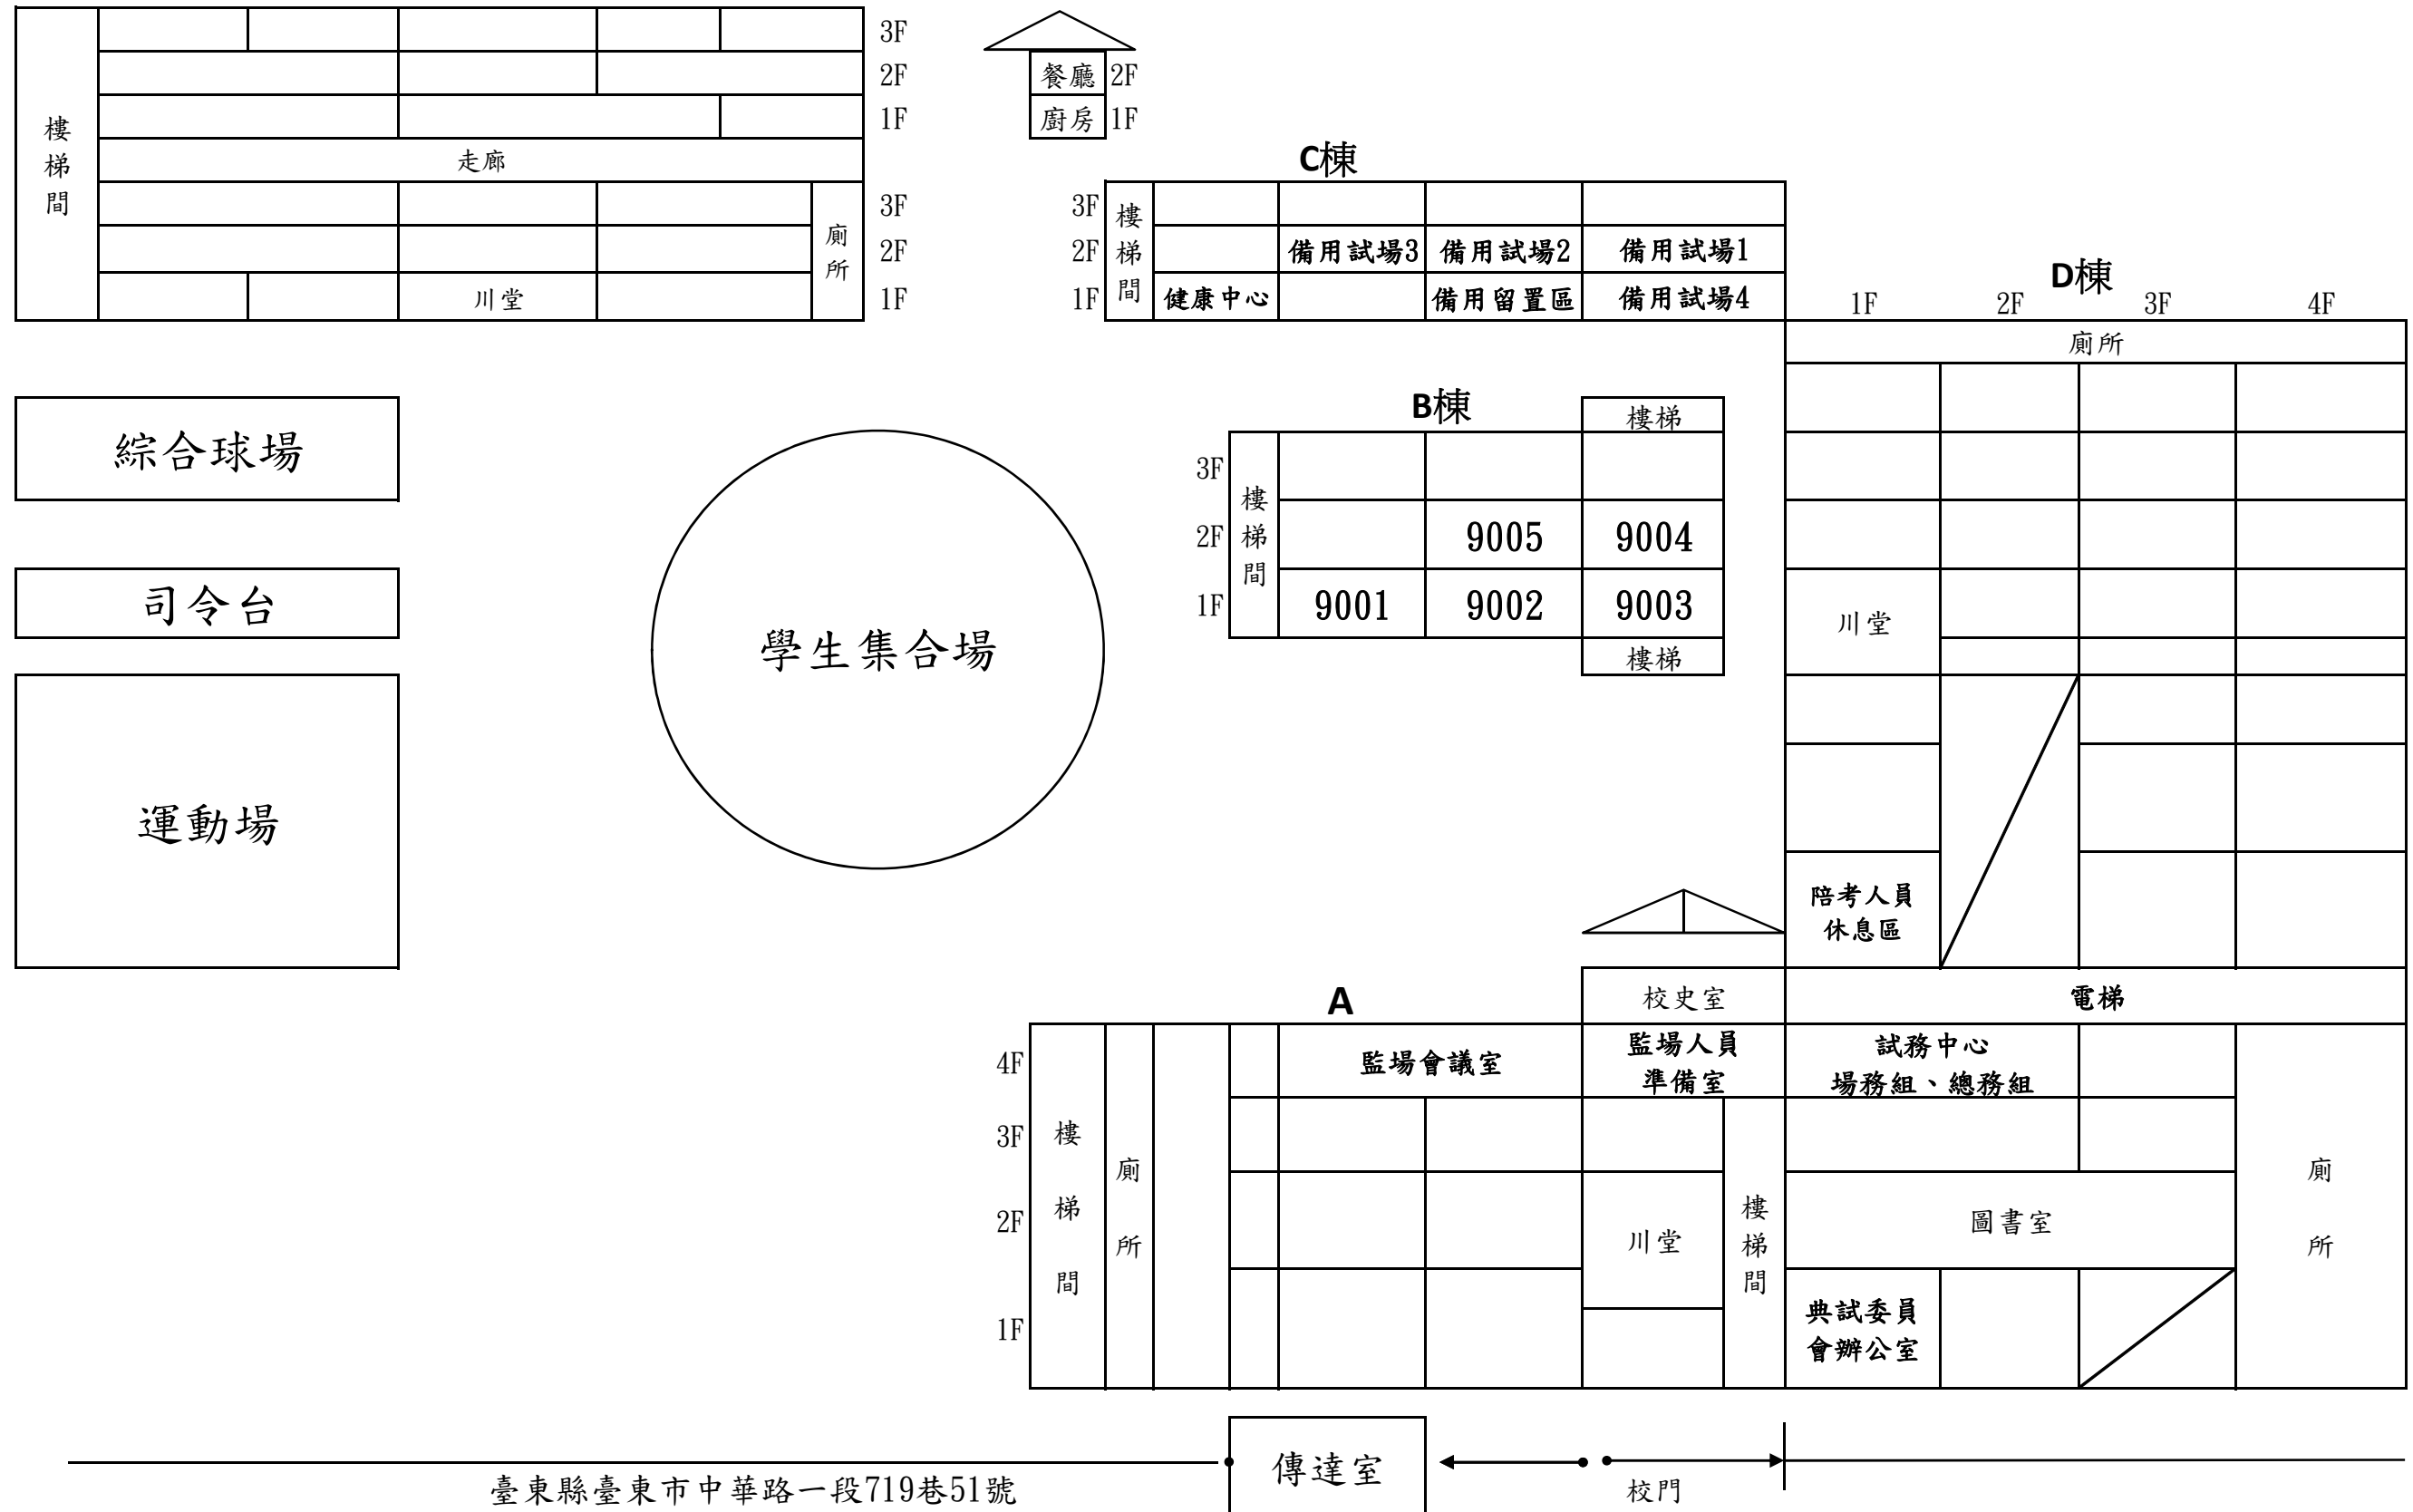 3F
2F
1F
樓梯間
走廊
3F
2F
1F
廁所
川堂
餐廳 2F
廚房 1F
C棟
3F
2F
1F
樓梯間
備用試場3 備用試場2 備用試場1
健康中心 備用留置區 備用試場4
D棟
1F 2F 3F 4F
廁所
綜合球場
司令台
運動場
學生集合場
B棟
樓梯
3F
2F
1F
樓梯間
9005 9004
9001 9002 9003
樓梯
川堂
陪考人員
休息區
A
校史室
電梯
4F
3F
2F
1F
樓梯間
廁所
監場會議室
監場人員
準備室
試務中心
場務組、總務組
川堂
樓梯間
圖書室
典試委員
會辦公室
廁所
傳達室
校門
臺東縣臺東市中華路一段719巷51號